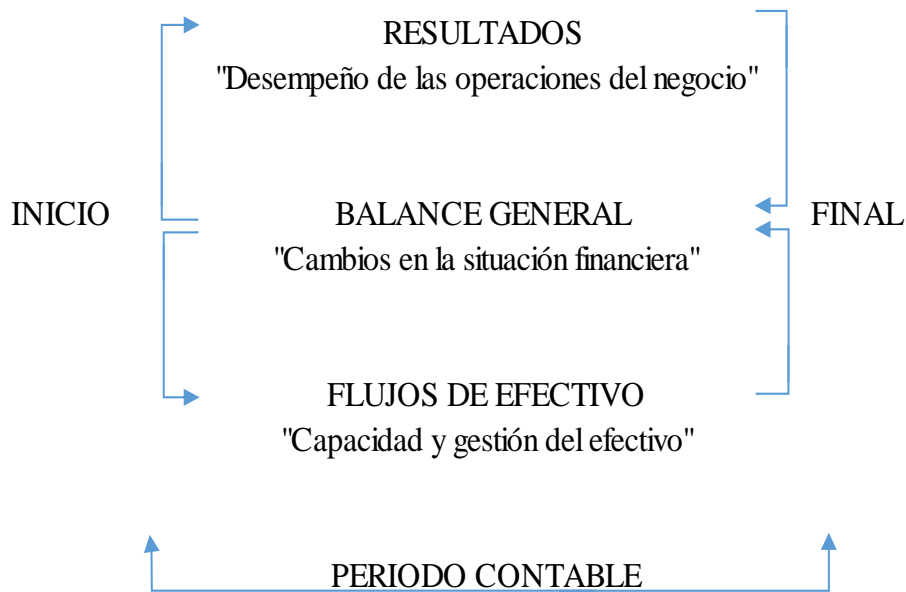 RESULTADOS
"Desempeño de las operaciones del negocio"
INICIO
BALANCE GENERAL
FINAL
"Cambios en la situación financiera"
FLUJOS DE EFECTIVO
"Capacidad y gestión del efectivo"
PERIODO CONTABLE